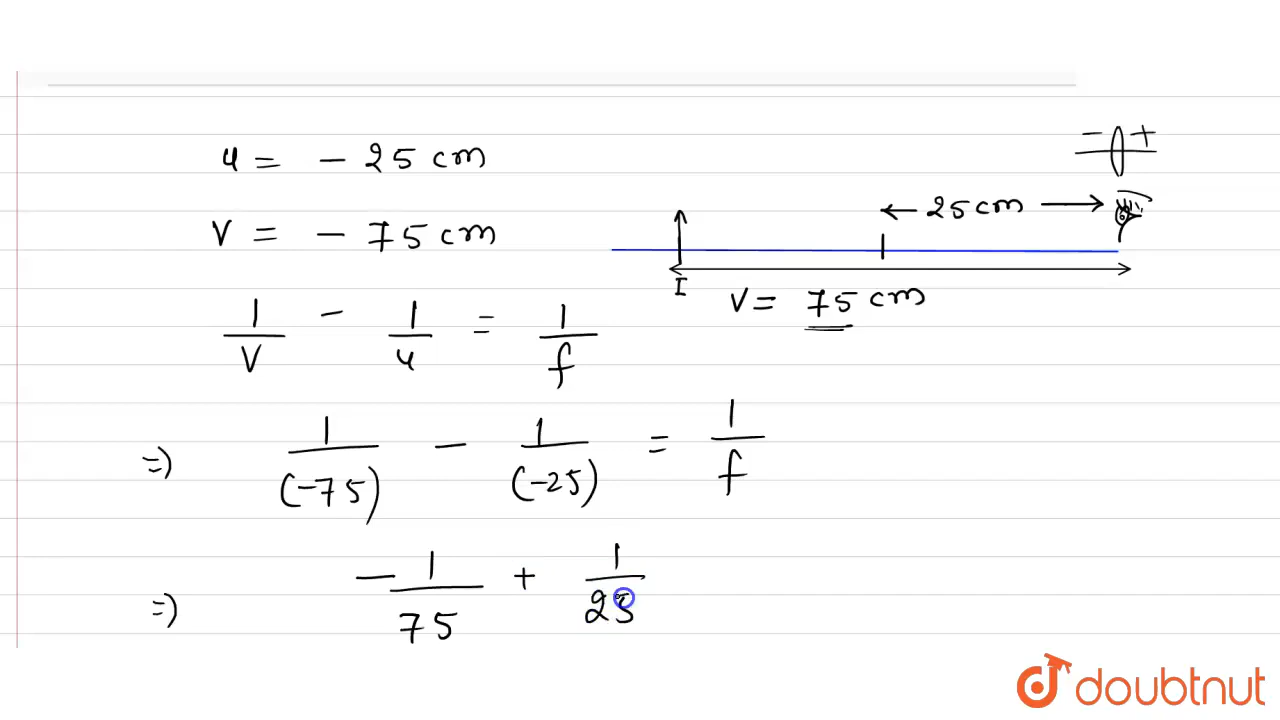 u = - 25 cm
V = - 75 cm
- +
← 25 cm →
I
V = 75 cm
1/V - 1/u = 1/f
=) 1/(-75) - 1/(-25) = 1/f
=) -1/75 + 1/25
doubtnut